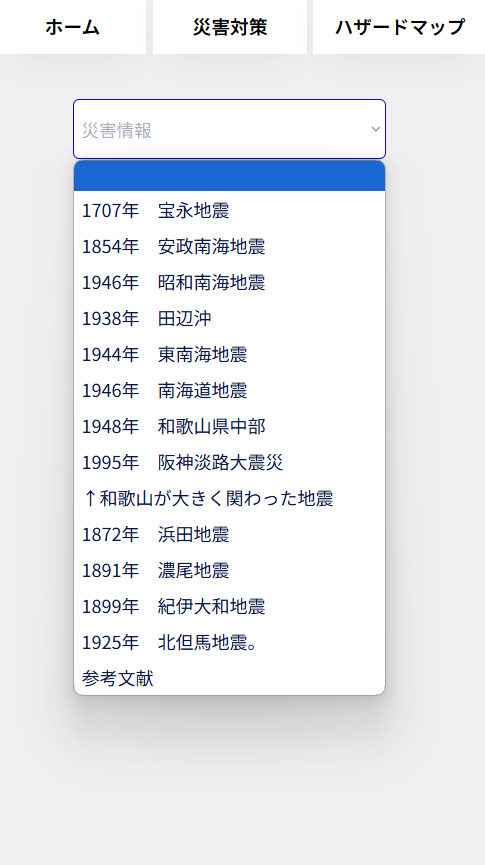 ホーム 災害対策 ハザードマップ
災害情報
1707年　宝永地震
1854年　安政南海地震
1946年　昭和南海地震
1938年　田辺沖
1944年　東南海地震
1946年　南海道地震
1948年　和歌山県中部
1995年　阪神淡路大震災
↑和歌山が大きく関わった地震
1872年　浜田地震
1891年　濃尾地震
1899年　紀伊大和地震
1925年　北但馬地震。
参考文献